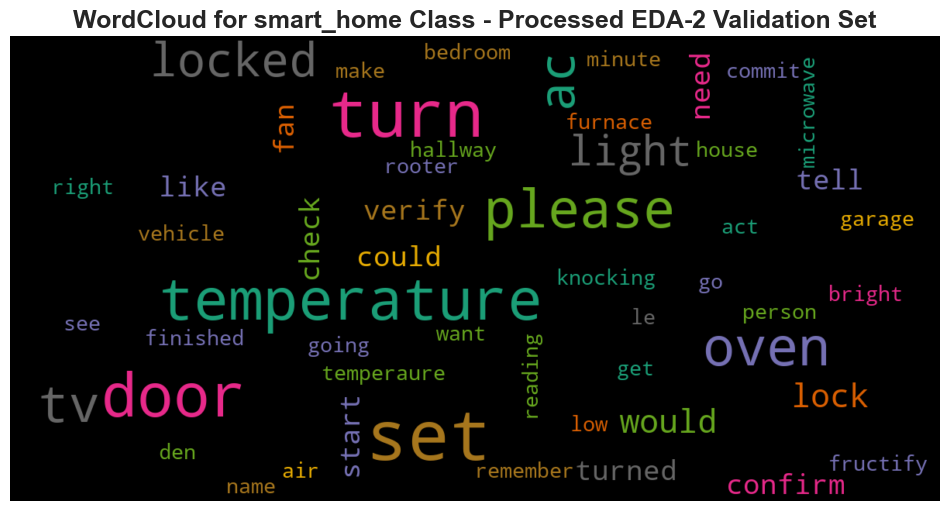 WordCloud for smart_home Class - Processed EDA-2 Validation Set
locked
bedroom
make
minute
ac
need
commit
microwave
turn
fan
furnace
hallway
light
house
rooter
right
like
tell
please
verify
check
vehicle
garage
act
could
temperature
knocking
go
bright
see
finished
le
person
want
going
reading
oven
temperaure
get
tv
door
lock
start
set
low
would
den
air
name
remember
turned
fructify
confirm